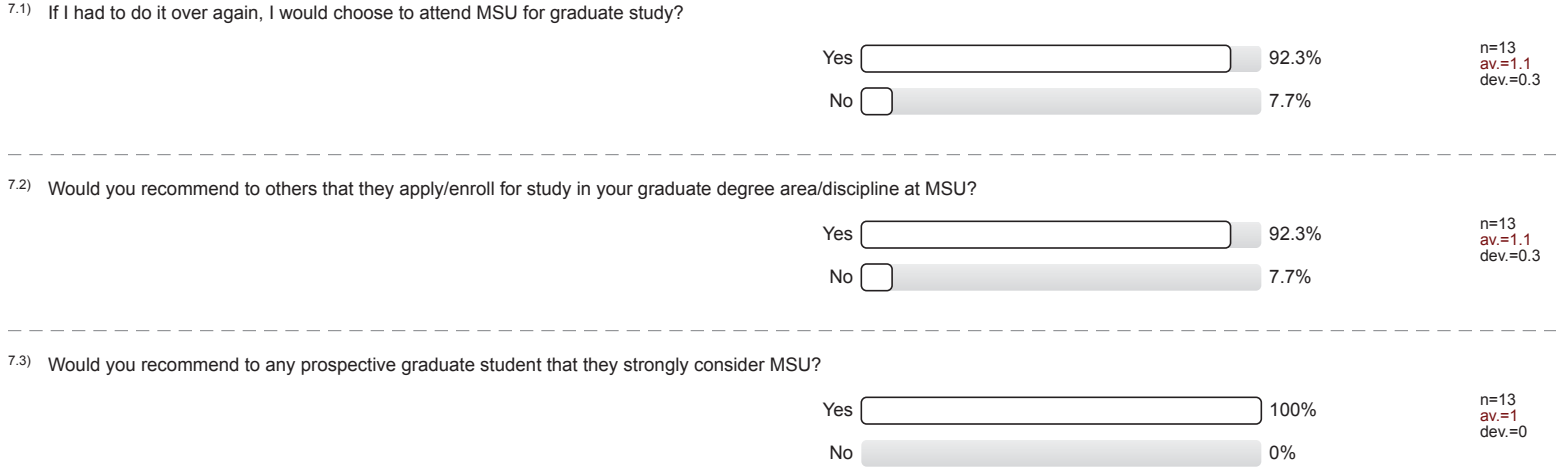 7.1) If I had to do it over again, I would choose to attend MSU for graduate study?
Yes 92.3%
No 7.7%
n=13
av.=1.1
dev.=0.3
7.2) Would you recommend to others that they apply/enroll for study in your graduate degree area/discipline at MSU?
Yes 92.3%
No 7.7%
n=13
av.=1.1
dev.=0.3
7.3) Would you recommend to any prospective graduate student that they strongly consider MSU?
Yes 100%
No 0%
n=13
av.=1
dev.=0